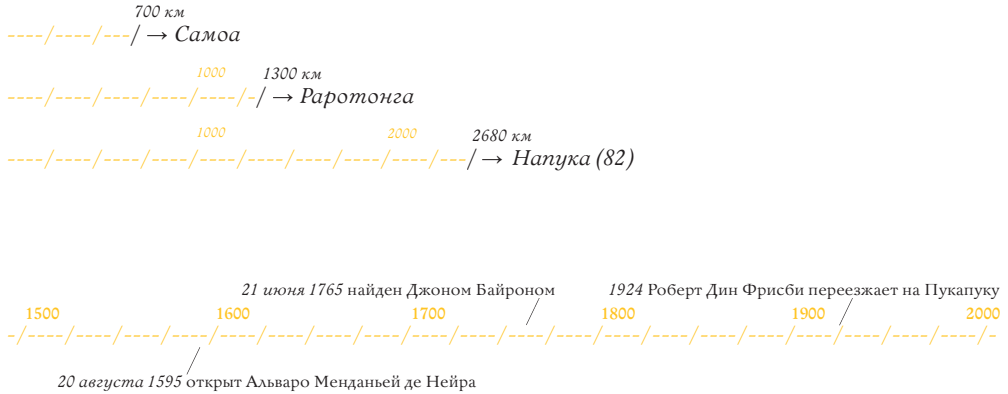 700 км
→ Самоа
1000
1300 км
→ Раротонга
1000
2000
2680 км
→ Напука (82)
21 июня 1765 найден Джоном Байроном
1924 Роберт Дин Фрисби переезжает на Пукапуку
1500 1600 1700 1800 1900 2000
20 августа 1595 открыт Альваро Менданьей де Нейра